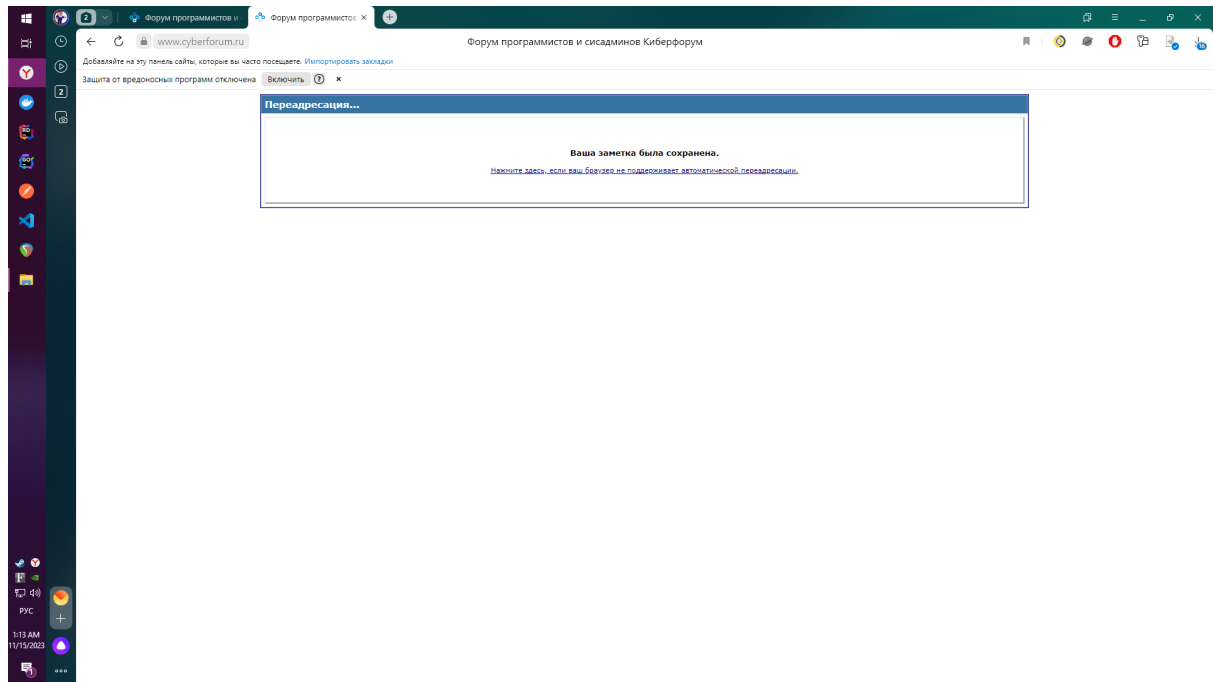 2
Форум программистов и
Форум программистов
www.cyberforum.ru
Форум программистов и сисадминов Киберфорум
Добавляйте на эту панель сайты, которые вы часто посещаете. Импортировать закладки
Защита от вредоносных программ отключена Включить
2
Переадресация...
Ваша заметка была сохранена.
Нажмите здесь, если ваш браузер не поддерживает автоматической переадресации.
РУС
1:13 AM
11/15/2023